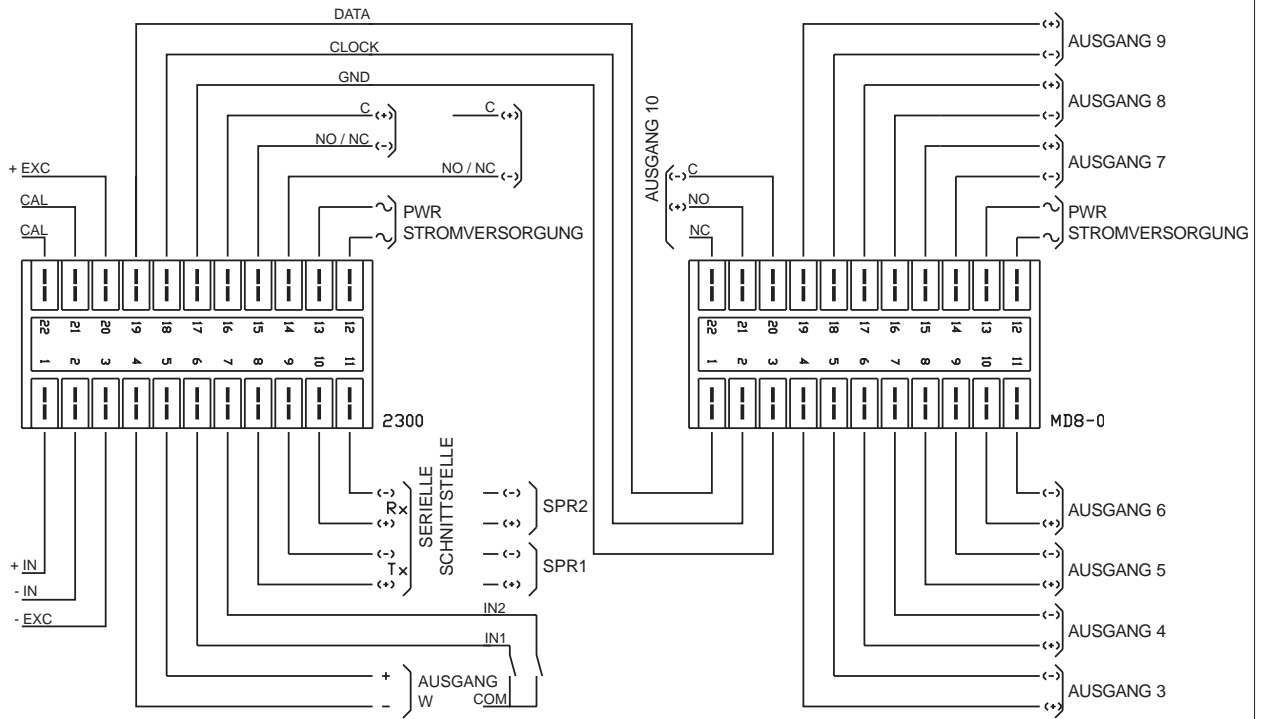 DATA
CLOCK
GND
C (+)
NO / NC (-)
C (+)
NO / NC (-)
+ EXC
CAL
CAL
PWR
STROMVERSORGUNG
22 21 20 19 18 17 16 15 14 13 12
1 2 3 4 5 6 7 8 9 10 11
2300
+ IN
- IN
- EXC
(-)
Rx
(+)
(-)
Tx
(+)
SERIELLE
SCHNITTSTELLE
(-)
(+)
SPR2
(-)
(+)
SPR1
IN2
IN1
+
-
AUSGANG
W
COM
AUSGANG 10
(-) C
(+) NO
NC
(+)
(-)
AUSGANG 9
(+)
(-)
AUSGANG 8
(+)
(-)
AUSGANG 7
PWR
STROMVERSORGUNG
22 21 20 19 18 17 16 15 14 13 12
1 2 3 4 5 6 7 8 9 10 11
MD8-0
(-)
(+)
AUSGANG 6
(-)
(+)
AUSGANG 5
(-)
(+)
AUSGANG 4
(-)
(+)
AUSGANG 3